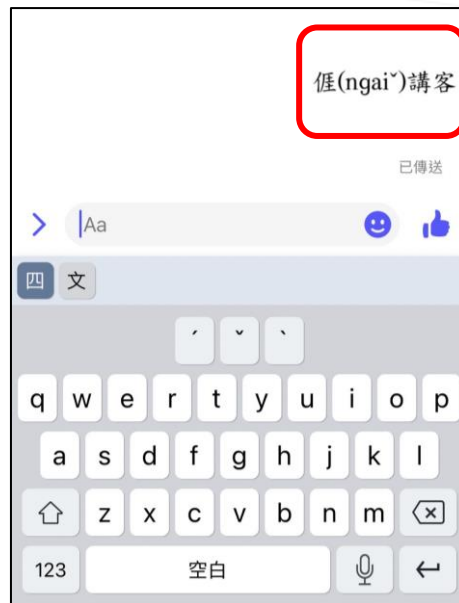 𠊎(ngaiˇ)講客
已傳送
Aa
四 文
ˊ ˇ ˋ
q w e r t y u i o p
a s d f g h j k l
z x c v b n m
123 空白